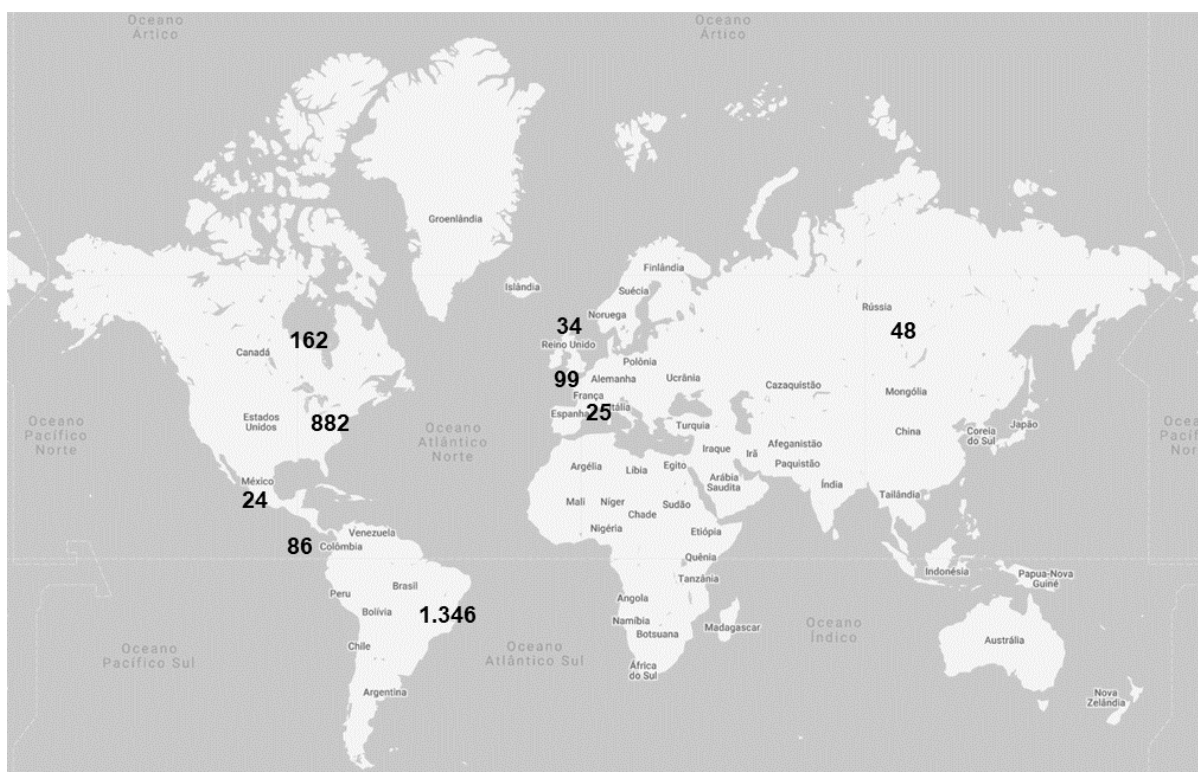 Oceano
Ártico
Oceano
Ártico
Groenlândia
Islândia
Finlândia
Suécia
Noruega
Rússia
34
48
162
Reino Unido
Canadá
Polônia
99
Alemanha
Ucrânia
Cazaquistão
Mongólia
França
25
Itália
Espanha
Estados
Unidos
882
Oceano
Pacífico
Norte
Oceano
Atlântico
Norte
Turquia
China
Coreia
do Sul
Japão
Iraque
Irã
Afeganistão
Paquistão
México
24
Argélia
Líbia
Egito
Arábia
Saudita
Índia
Tailândia
Mali
Níger
Chade
Sudão
Nigéria
Etiópia
Venezuela
86
Colômbia
Quênia
Tanzânia
Indonésia
Papua-Nova
Guiné
Peru
Brasil
Bolívia
1.346
Angola
Namíbia
Botsuana
Madagascar
Oceano
Índico
Austrália
Oceano
Pacífico Sul
Chile
Oceano
Atlântico Sul
África
do Sul
Argentina
Nova
Zelândia